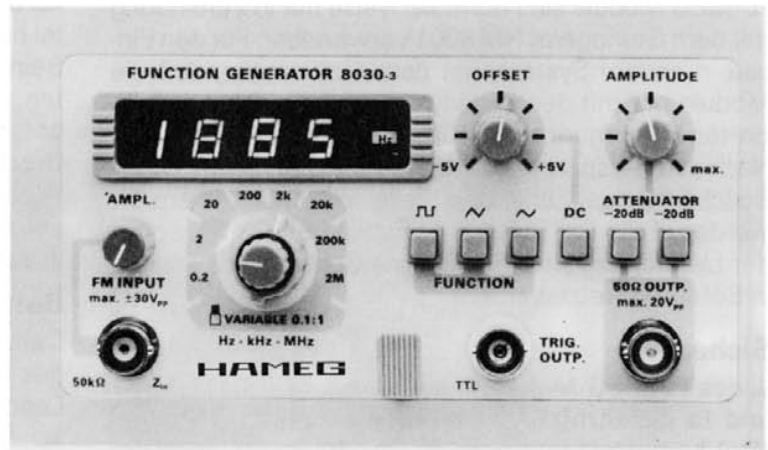 FUNCTION GENERATOR 8030-3
OFFSET
AMPLITUDE
1885 Hz
-5V +5V
max.
AMPL.
0.2 2 20 200 2k 20k 200k 2M
ATTENUATOR
-20dB -20dB
DC
FM INPUT
max. ±30Vpp
FUNCTION
50Ω OUTP.
max. 20Vpp
VARIABLE 0.1:1
Hz - kHz - MHz
HAMEG
TRIG.
OUTP.
50kΩ Zin
TTL